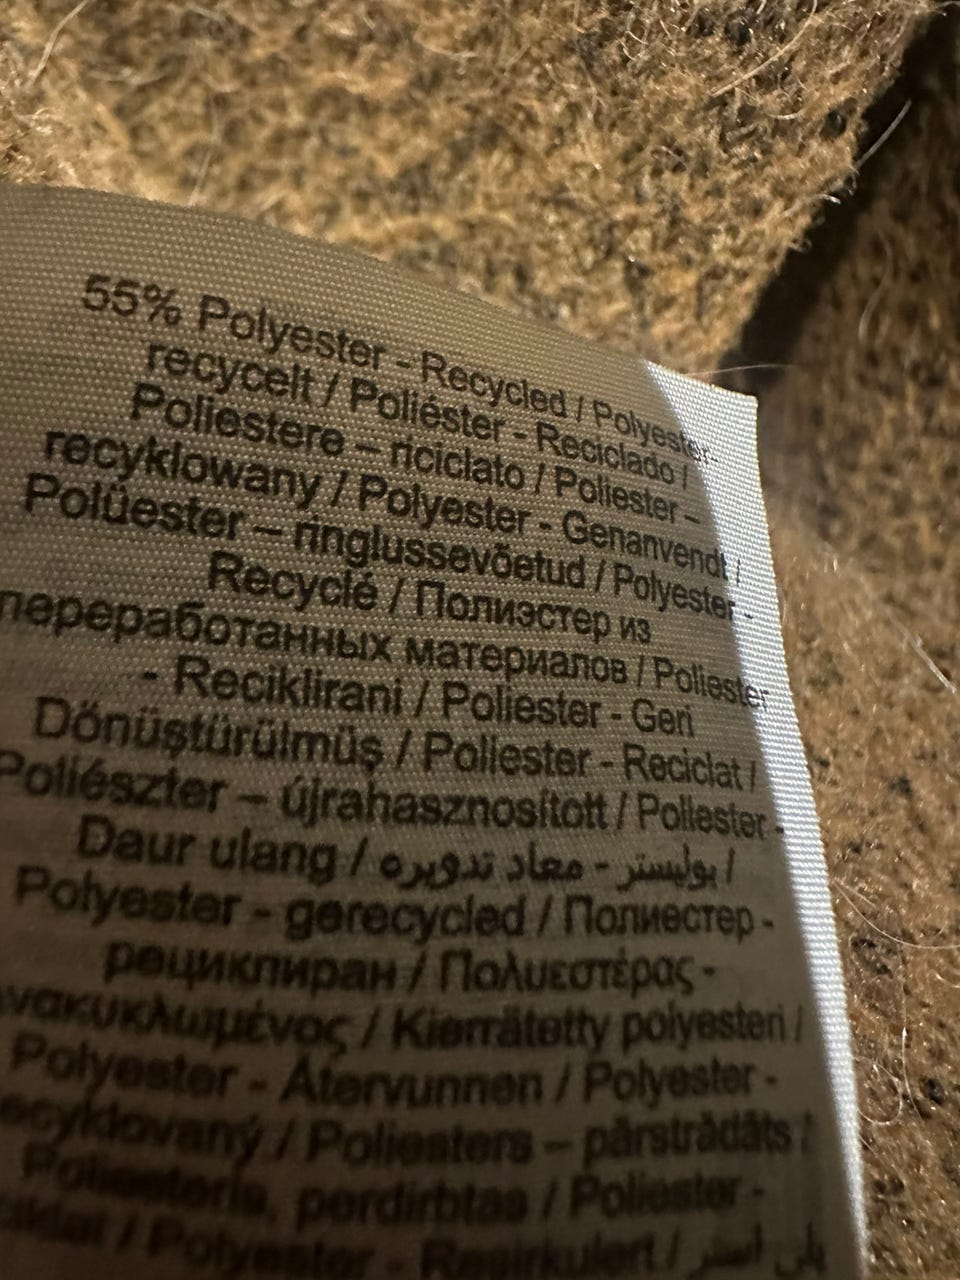 55% Polyester - Recycled / Polyester-
recycelt / Poliéster - Reciclado /
Poliestere – riciclato / Poliester –
recyklowany / Polyester - Genanvendt /
Polüester – ringlussevõetud / Polyester -
Recyclé / Полиэстер из
переработанных материалов / Poliester
- Reciklirani / Poliester - Geri
Dönüştürülmüş / Poliester - Reciclat /
Poliészter – újrahasznosított / Poliester -
Daur ulang / بوليستر - معاد تدويره /
Polyester - gerecycled / Полиестер -
рециклиран / Πολυεστέρας -
ανακυκλωμένος / Kierrätetty polyesteri /
Polyester - Återvunnen / Polyester -
recyklovaný / Poliesters – pārstrādāts /
Poliesteris, perdirbtas / Poliester -
/ Polyester - Resirkulert /